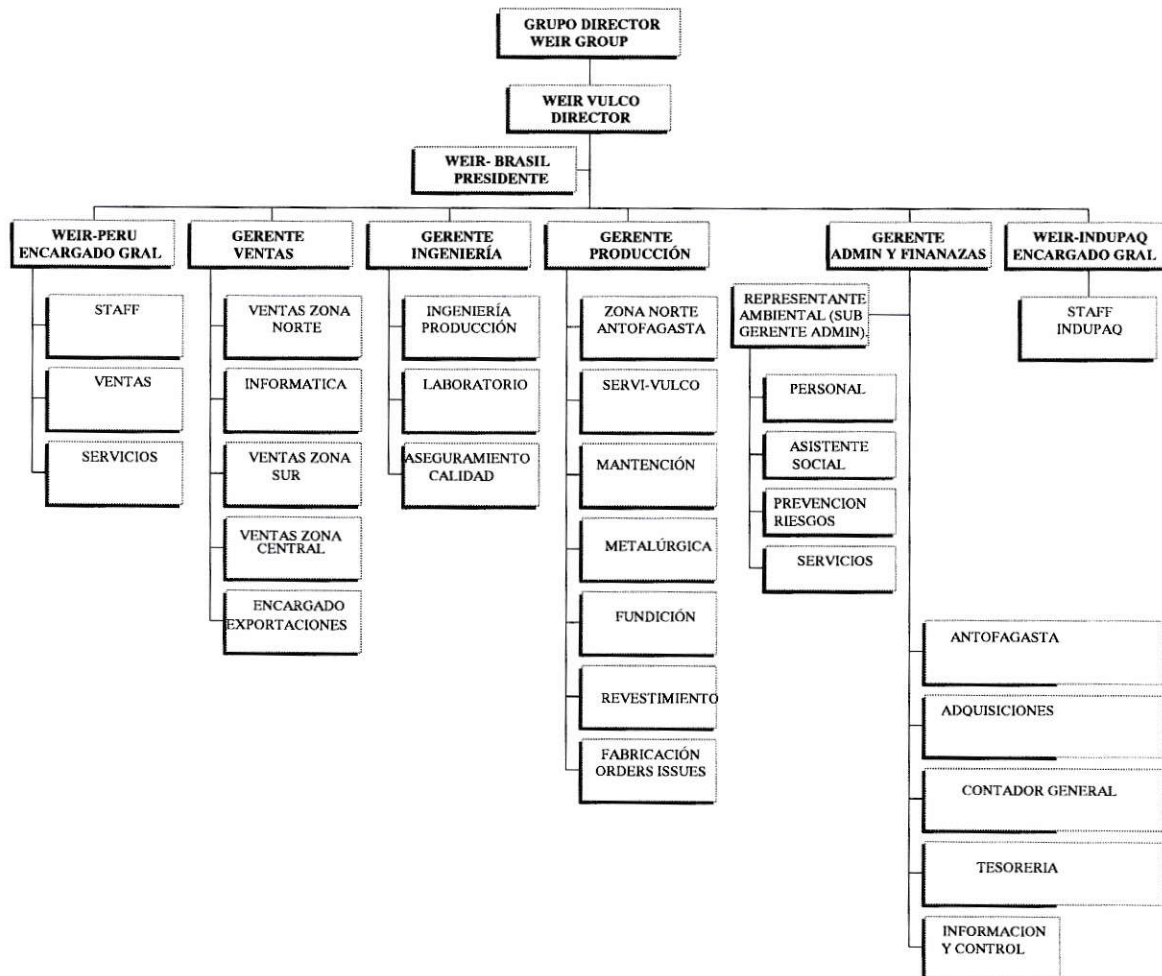 GRUPO DIRECTOR
WEIR GROUP
WEIR VULCO
DIRECTOR
WEIR- BRASIL
PRESIDENTE
WEIR-PERU
ENCARGADO GRAL
GERENTE
VENTAS
GERENTE
INGENIERÍA
GERENTE
PRODUCCIÓN
GERENTE
ADMIN Y FINANAZAS
WEIR-INDUPAQ
ENCARGADO GRAL
STAFF
VENTAS
SERVICIOS
VENTAS ZONA
NORTE
INFORMATICA
VENTAS ZONA
SUR
VENTAS ZONA
CENTRAL
ENCARGADO
EXPORTACIONES
INGENIERÍA
PRODUCCIÓN
LABORATORIO
ASEGURAMIENTO
CALIDAD
ZONA NORTE
ANTOFAGASTA
SERVI-VULCO
MANTENCIÓN
METALÚRGICA
FUNDICIÓN
REVESTIMIENTO
FABRICACIÓN
ORDERS ISSUES
REPRESENTANTE
AMBIENTAL (SUB
GERENTE ADMIN).
PERSONAL
ASISTENTE
SOCIAL
PREVENCION
RIESGOS
SERVICIOS
ANTOFAGASTA
ADQUISICIONES
CONTADOR GENERAL
TESORERIA
INFORMACION
Y CONTROL
STAFF
INDUPAQ